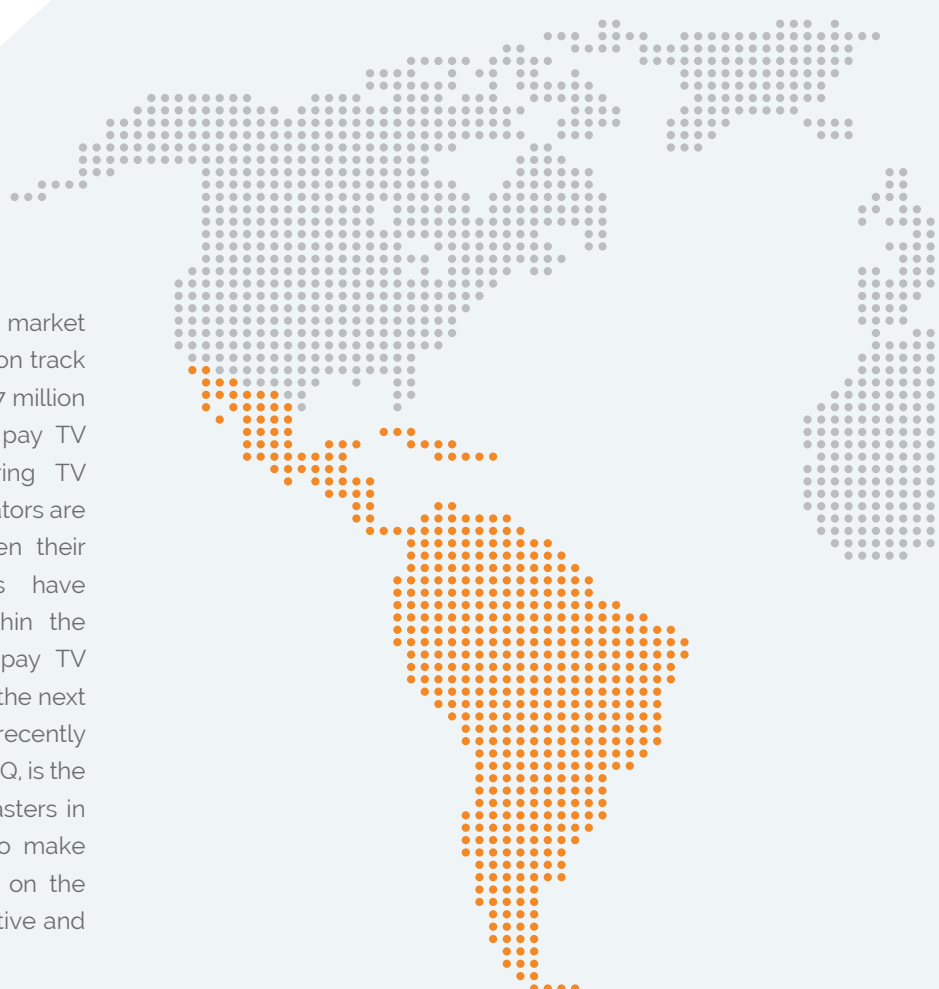 market
on track
7 million
pay TV
ring TV
tors are
en their
s have
hin the
pay TV
the next
recently
Q, is the
asters in
o make
on the
tive and